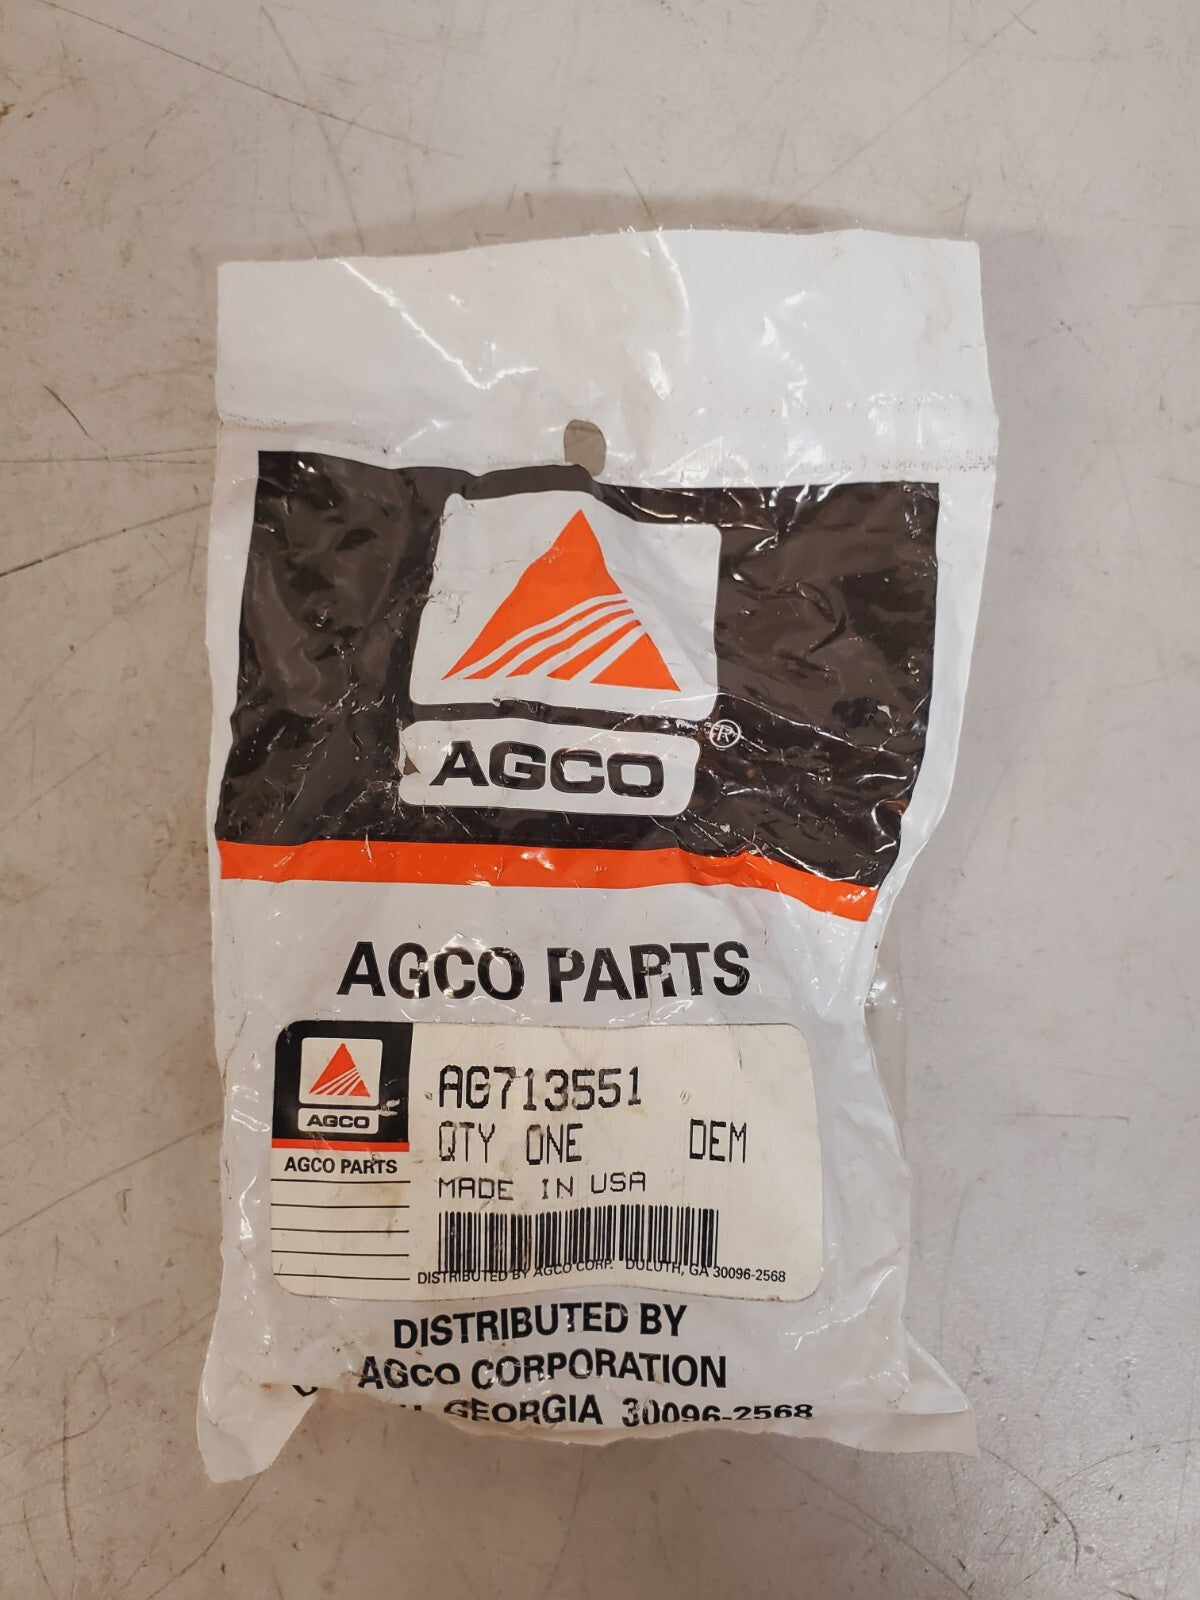 AGCO ®
AGCO PARTS
AGCO
AGCO PARTS
AG713551
QTY ONE DEM
MADE IN USA
DISTRIBUTED BY AGCO CORP. DULUTH, GA 30096-2568
DISTRIBUTED BY
AGCO CORPORATION
GEORGIA 30096-2568